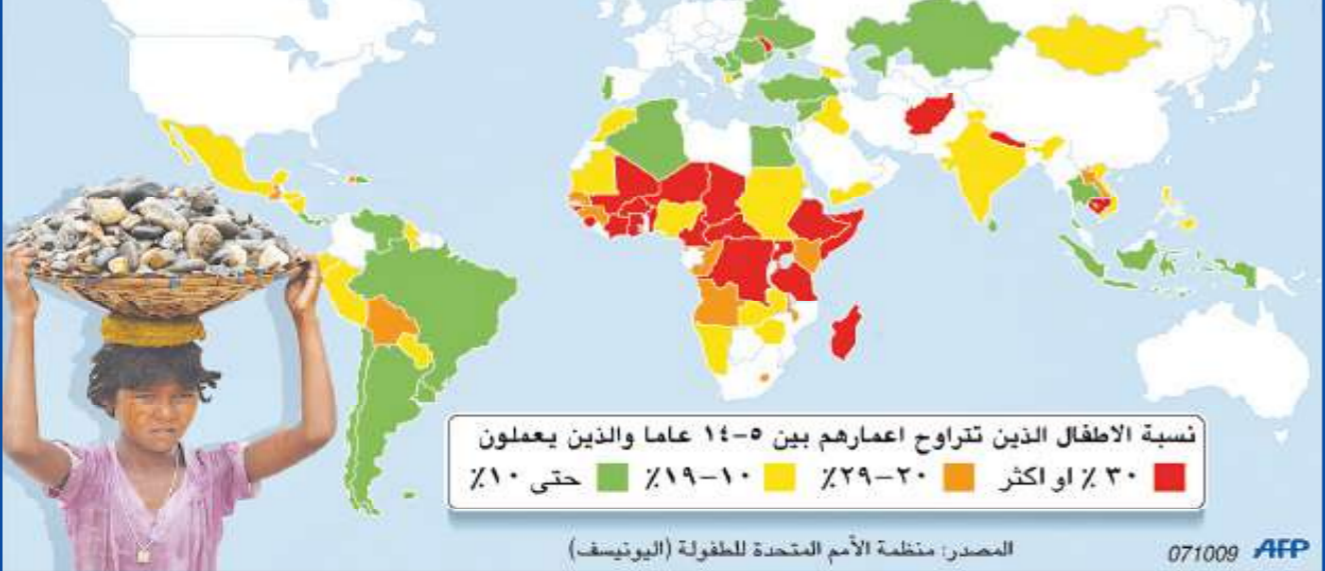 نسبة الاطفال الذين تتراوح اعمارهم بين ٥-١٤ عاما والذين يعملون
٣٠ ٪ او اكثر ٢٠-٢٩٪ ١٠-١٩٪ حتى ١٠٪
المصدر: منظمة الأمم المتحدة للطفولة (اليونيسف)
071009 AFP